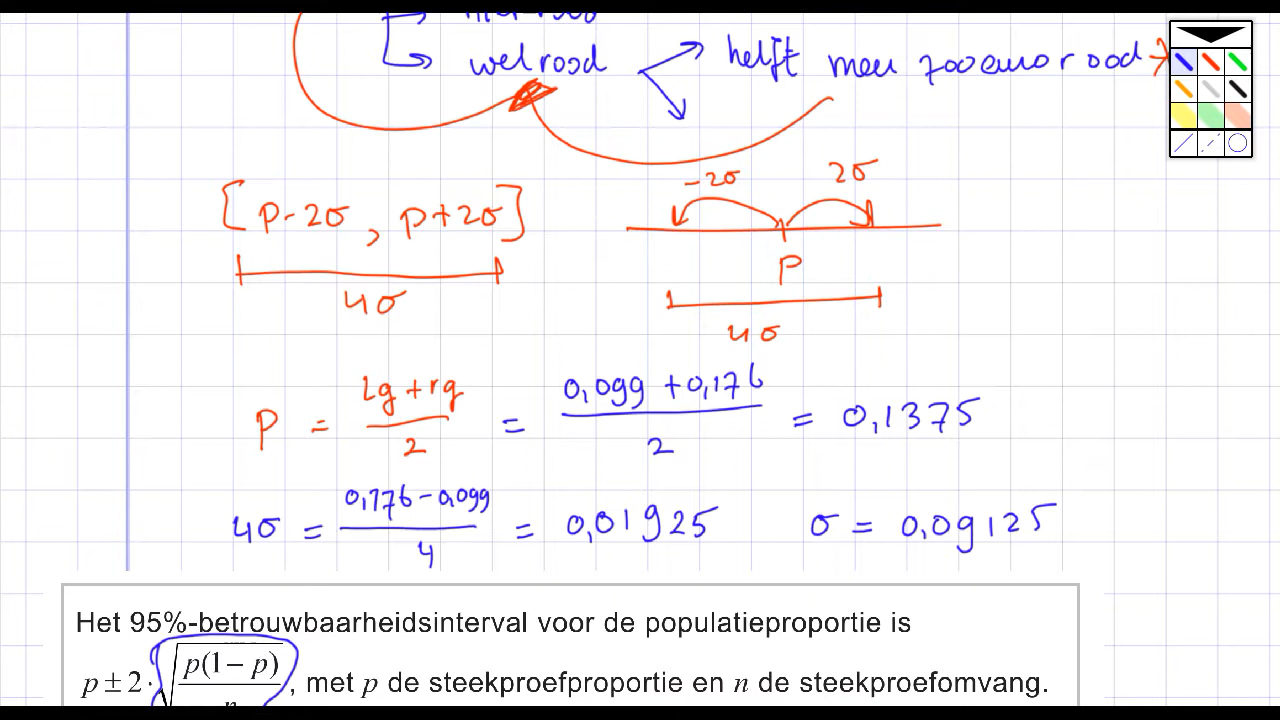 wel rood helft meer 700 euro rood
-2σ 2σ
[p-2σ, p+2σ]
p
4σ
4σ
p = lg+rg / 2 = 0,099 + 0,176 / 2 = 0,1375
4σ = 0,176-0,099 / 4 = 0,01925 σ = 0,09125
Het 95%-betrouwbaarheidsinterval voor de populatieproportie is
p ± 2 · √(p(1 – p) / n), met p de steekproefproportie en n de steekproefomvang.